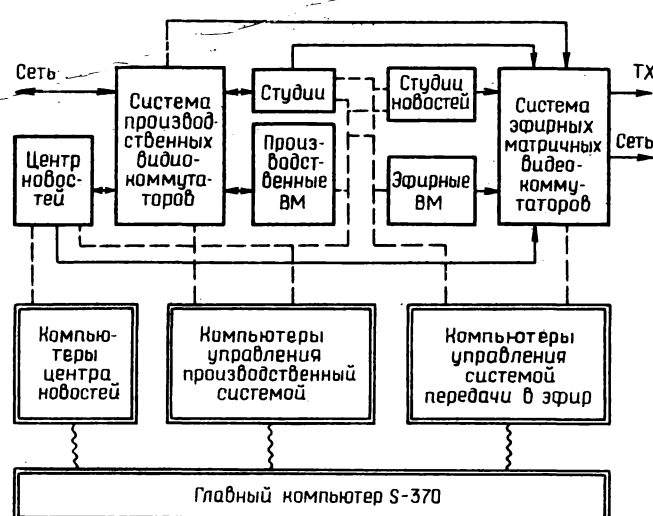 Сеть
Система
производ-
ственных
видио-
коммута-
торов
Студии
Студии
новостей
Система
эфирных
матричных
видео-
комму-
таторов
ТХ
Сеть
Центр
новос-
тей
Произ-
водст-
венные
ВМ
Эфирные
ВМ
Компью-
теры
центра
новостей
Компьютеры
управления
производственный
системой
Компьютеры
управления
системой
передачи в эфир
Главный компьютер S-370